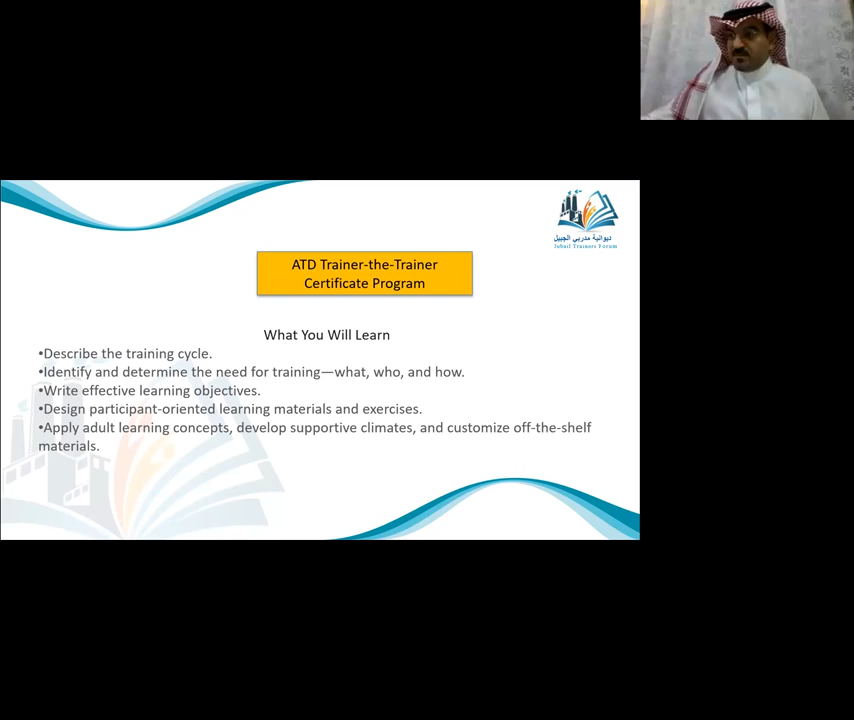 ديوانية مدربي الجبيل
Jubail Trainers Forum
ATD Trainer-the-Trainer
Certificate Program
What You Will Learn
•Describe the training cycle.
•Identify and determine the need for training—what, who, and how.
•Write effective learning objectives.
•Design participant-oriented learning materials and exercises.
•Apply adult learning concepts, develop supportive climates, and customize off-the-shelf
materials.